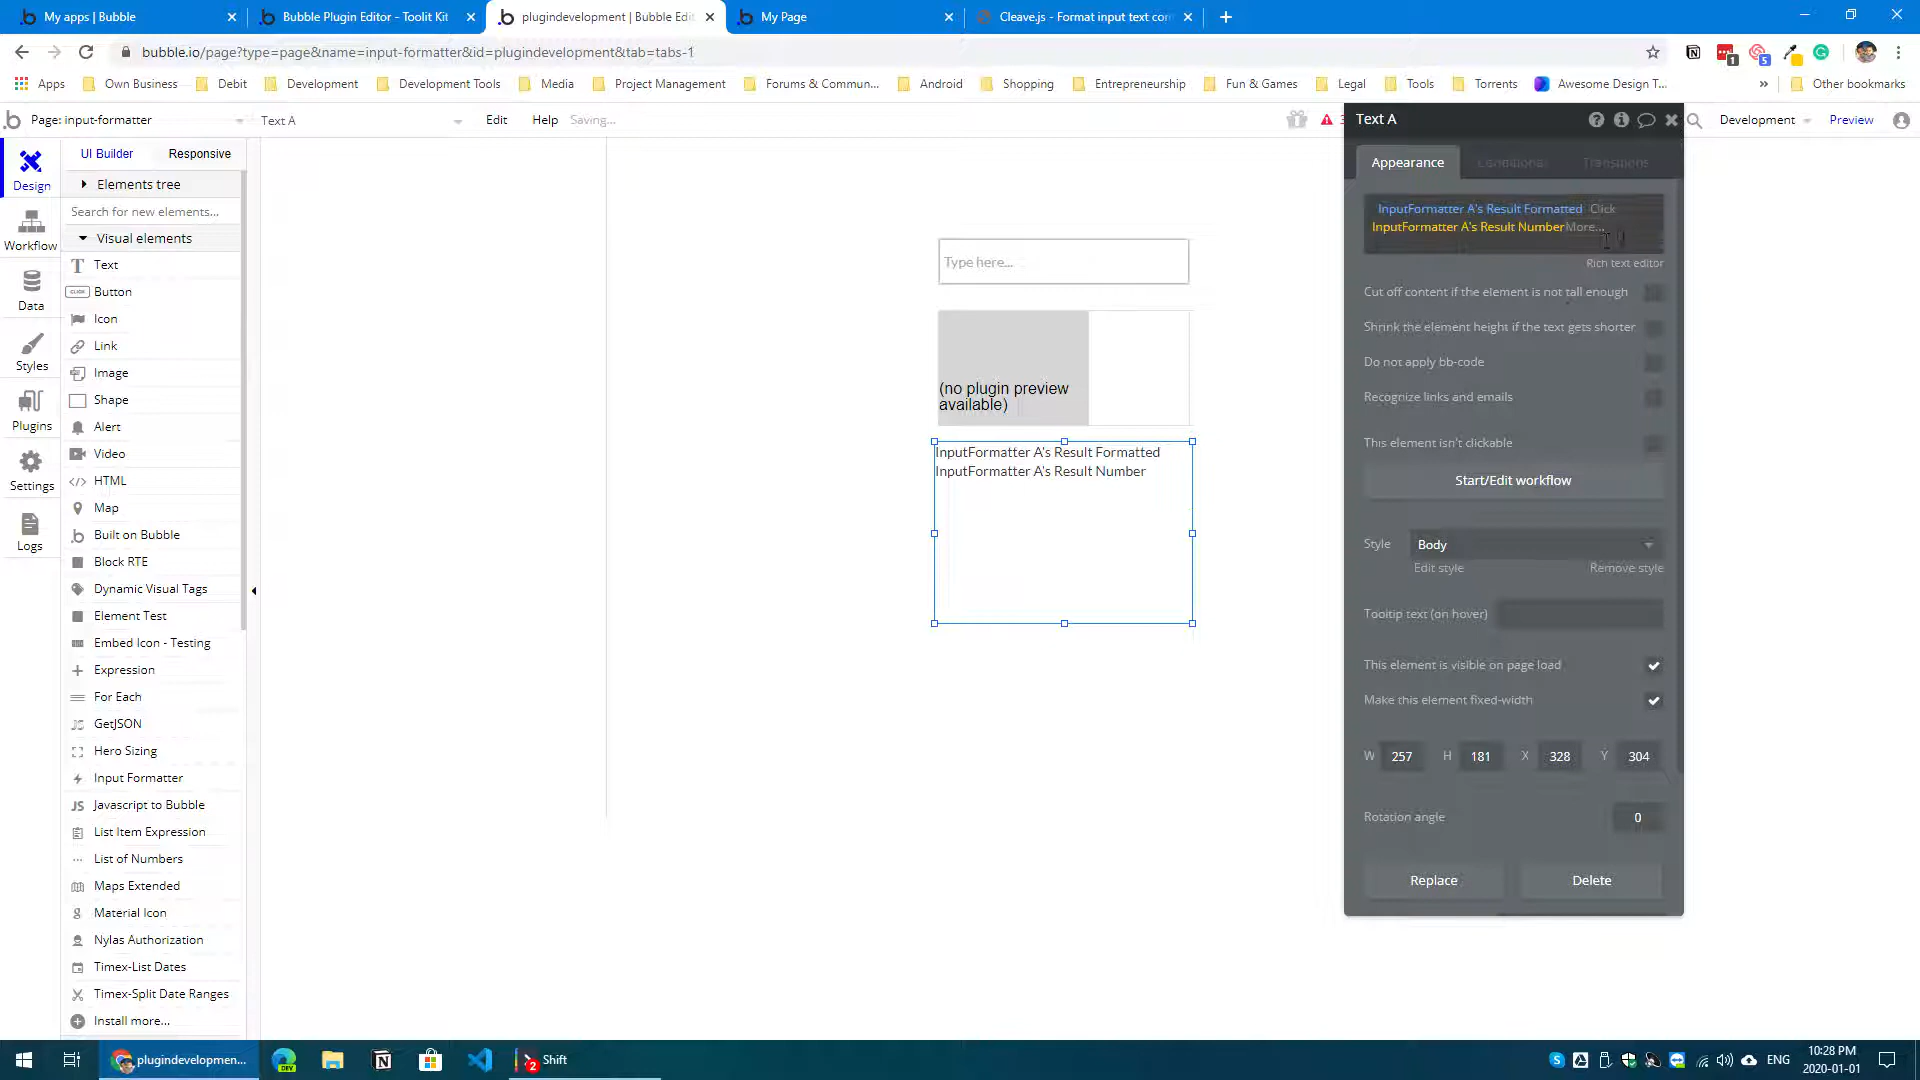 My apps | Bubble
Bubble Plugin Editor - Toolit Kit
plugindevelopment | Bubble Edi
My Page
Cleave.js - Format input text con
bubble.io/page?type=page&name=input-formatter&id=plugindevelopment&tab=tabs-1
Apps Own Business Debit Development Development Tools Media Project Management Forums & Commun... Android Shopping Entrepreneurship Fun & Games Legal Tools Torrents Awesome Design T... » Other bookmarks
Page: input-formatter Text A Edit Help Saving...
Development Preview
Design
Workflow
Data
Styles
Plugins
Settings
Logs
UI Builder Responsive
Elements tree
Search for new elements...
Visual elements
Text
Button
Icon
Link
Image
Shape
Alert
Video
HTML
Map
Built on Bubble
Block RTE
Dynamic Visual Tags
Element Test
Embed Icon - Testing
Expression
For Each
GetJSON
Hero Sizing
Input Formatter
Javascript to Bubble
List Item Expression
List of Numbers
Maps Extended
Material Icon
Nylas Authorization
Timex-List Dates
Timex-Split Date Ranges
Install more...
Type here...
(no plugin preview
available)
InputFormatter A's Result Formatted
InputFormatter A's Result Number
Text A
Appearance Conditional Transitions
InputFormatter A's Result Formatted Click
InputFormatter A's Result Number More...
Rich text editor
Cut off content if the element is not tall enough
Shrink the element height if the text gets shorter
Do not apply bb-code
Recognize links and emails
This element isn't clickable
Start/Edit workflow
Style Body
Edit style Remove style
Tooltip text (on hover)
This element is visible on page load
Make this element fixed-width
W 257 H 181 X 328 Y 304
Rotation angle 0
Replace Delete
plugindevelopmen...
Shift
ENG
10:28 PM
2020-01-01